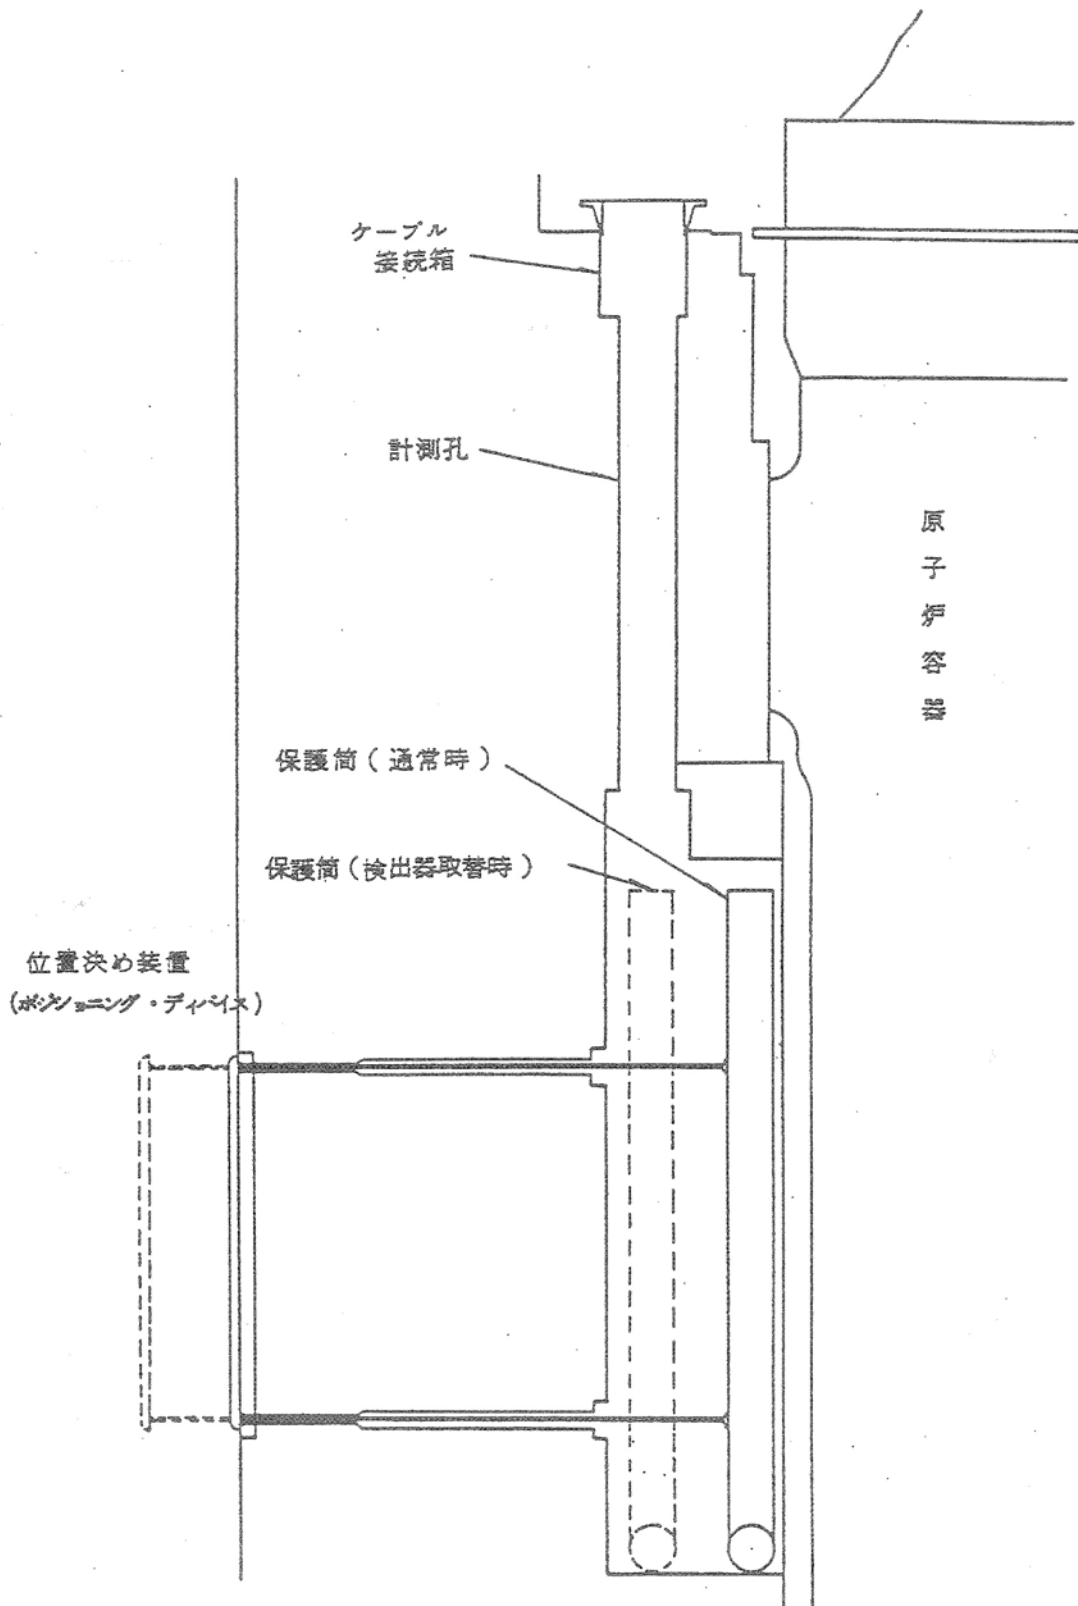 ケーブル
接続箱
計測孔
原子炉容器
保護筒(通常時)
保護筒(検出器取替時)
位置決め装置
(ポジショニング・ディバイス)